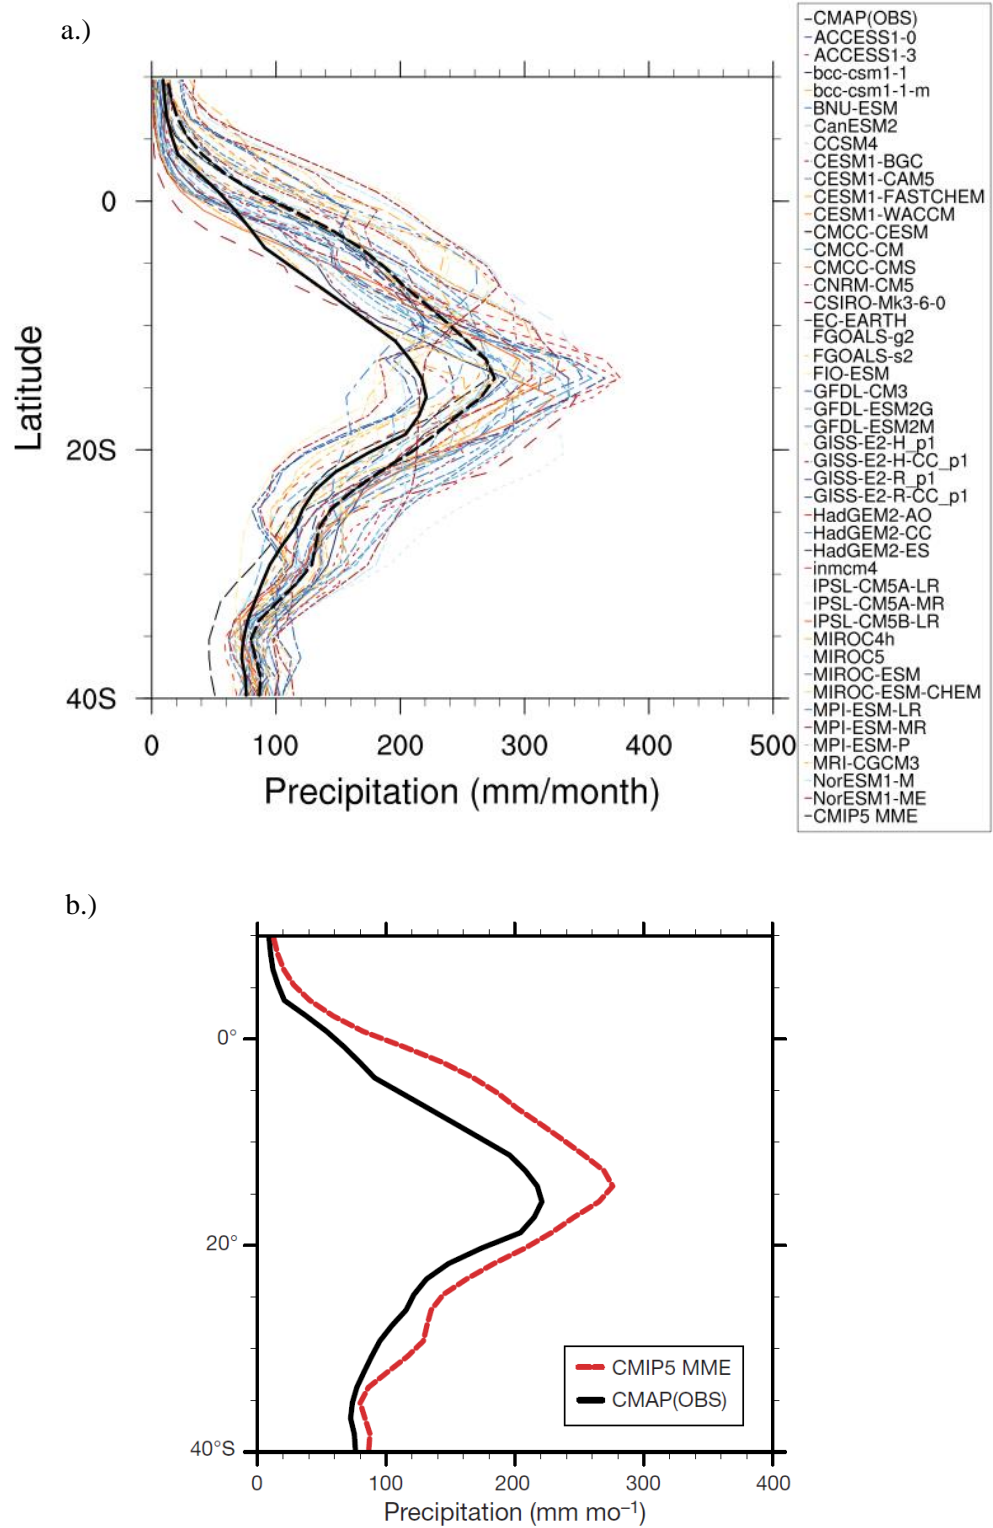 a.)
CMAP(OBS)
ACCESS1-0
ACCESS1-3
bcc-csm1-1
bcc-csm1-1-m
BNU-ESM
CanESM2
CCSM4
CESM1-BGC
CESM1-CAM5
CESM1-FASTCHEM
CESM1-WACCM
CMCC-CESM
CMCC-CM
CMCC-CMS
CNRM-CM5
CSIRO-Mk3-6-0
EC-EARTH
FGOALS-g2
FGOALS-s2
FIO-ESM
GFDL-CM3
GFDL-ESM2G
GFDL-ESM2M
GISS-E2-H_p1
GISS-E2-H-CC_p1
GISS-E2-R_p1
GISS-E2-R-CC_p1
HadGEM2-AO
HadGEM2-CC
HadGEM2-ES
inmcm4
IPSL-CM5A-LR
IPSL-CM5A-MR
IPSL-CM5B-LR
MIROC4h
MIROC5
MIROC-ESM
MIROC-ESM-CHEM
MPI-ESM-LR
MPI-ESM-MR
MPI-ESM-P
MRI-CGCM3
NorESM1-M
NorESM1-ME
CMIP5 MME
Latitude
0
20S
40S
0 100 200 300 400 500
Precipitation (mm/month)
b.)
0°
20°
40°S
CMIP5 MME
CMAP(OBS)
0 100 200 300 400
Precipitation (mm mo⁻¹)